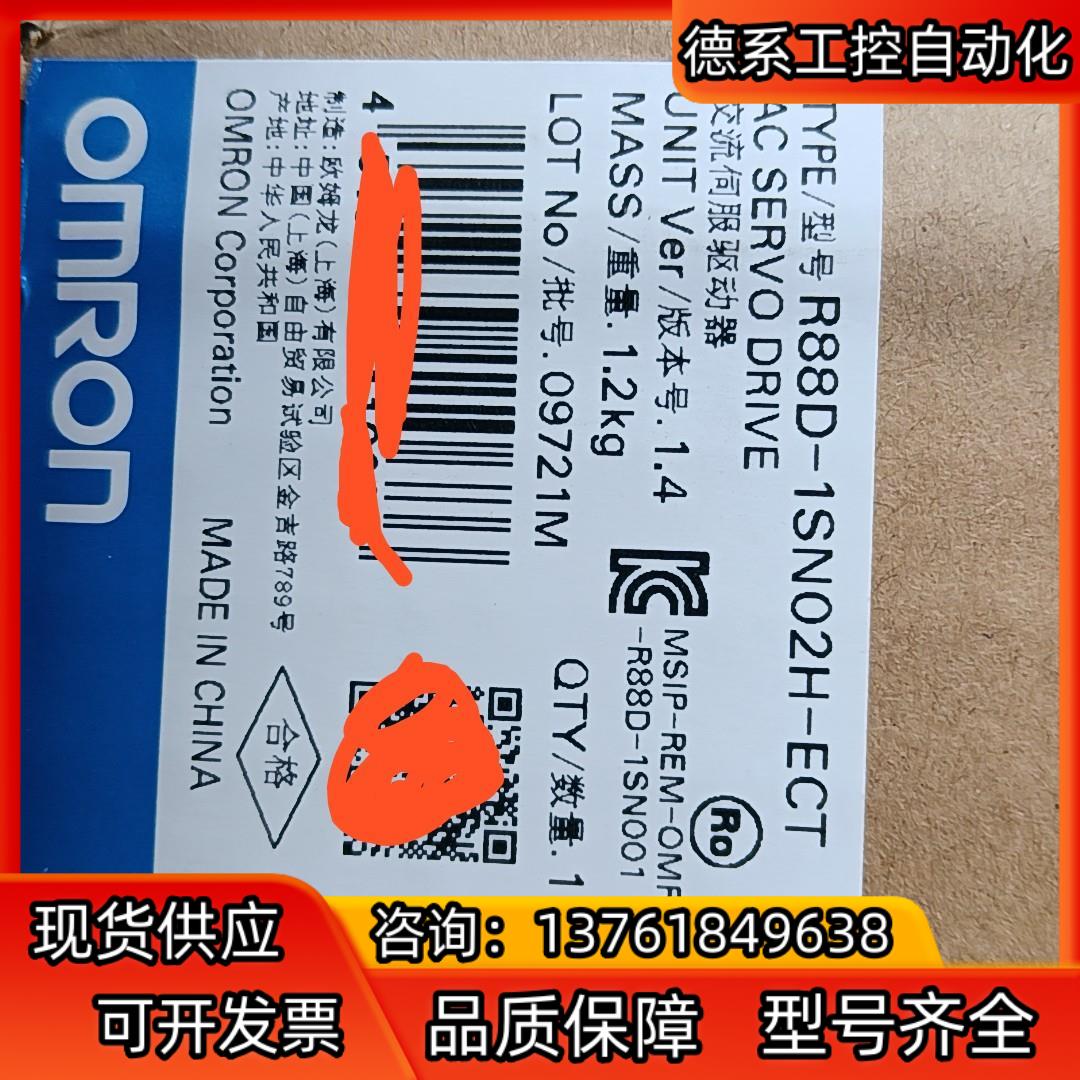 德系工控自动化
TYPE/型号 R88D-1SN02H-ECT
AC SERVO DRIVE
交流伺服驱动器
UNIT Ver/版本号. 1.4
MASS/重量. 1.2kg
MSIP-REM-OMR
-R88D-1SN001
Ro
LOT No/批号. 09721M
QTY/数量. 1
4
制造: 欧姆龙(上海)有限公司
地址: 中国(上海)自由贸易试验区金吉路789号
产地: 中华人民共和国
OMRON Corporation
MADE IN CHINA
合格
OMRON
现货供应
咨询：13761849638
可开发票
品质保障
型号齐全